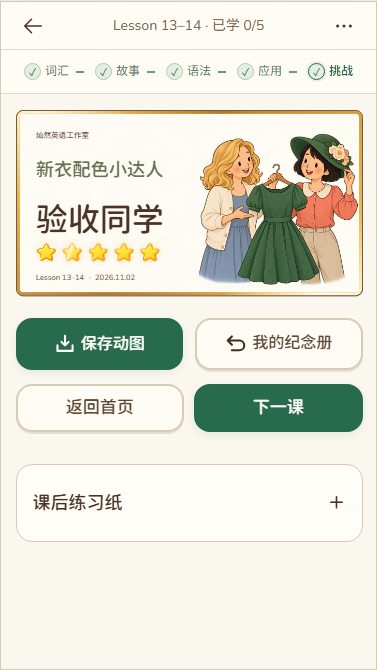 Lesson 13–14 · 已学 0/5
词汇 – 故事 – 语法 – 应用 – 挑战
灿然英语工作室
新衣配色小达人
验收同学
Lesson 13-14 · 2026.11.02
保存动图
我的纪念册
返回首页
下一课
课后练习纸